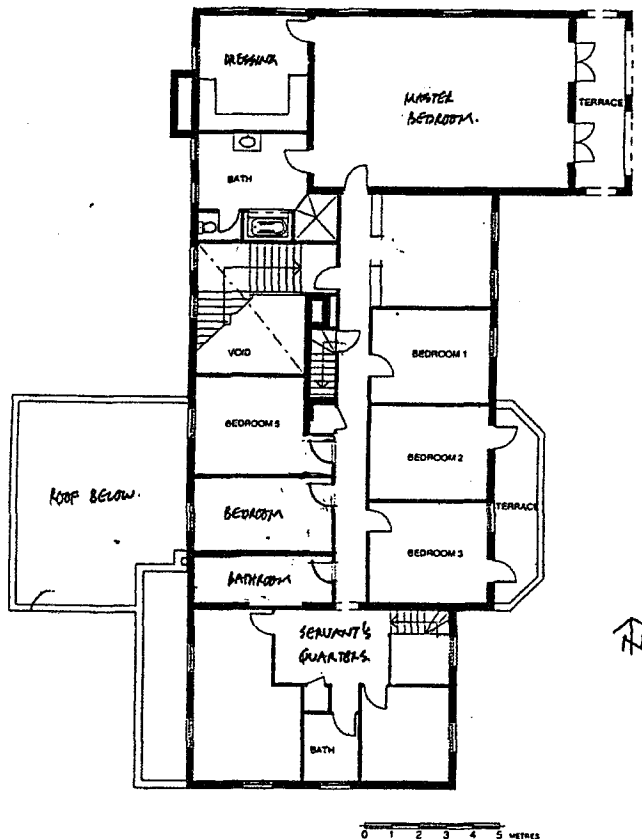 DRESSING
MASTER
BEDROOM.
TERRACE
BATH
VOID
BEDROOM 1
BEDROOM 5
BEDROOM 2
ROOF BELOW.
BEDROOM
TERRACE
BEDROOM 3
BATHROOM
SERVANT'S
QUARTERS
BATH
N
0 1 2 3 4 5 METRES